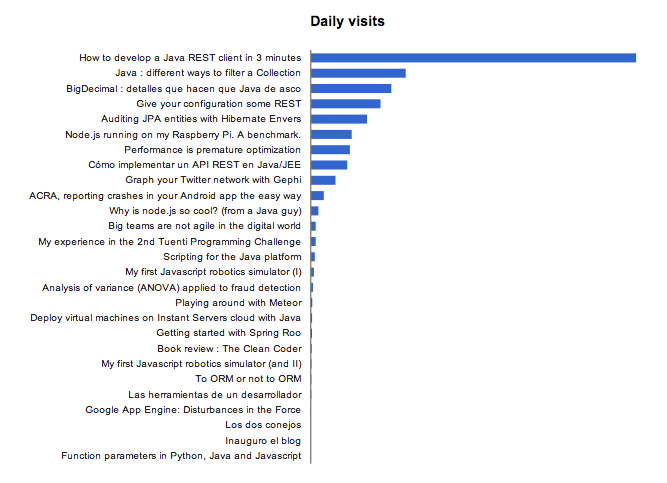 Daily visits
How to develop a Java REST client in 3 minutes
Java : different ways to filter a Collection
BigDecimal : detalles que hacen que Java de asco
Give your configuration some REST
Auditing JPA entities with Hibernate Envers
Node.js running on my Raspberry Pi. A benchmark.
Performance is premature optimization
Cómo implementar un API REST en Java/JEE
Graph your Twitter network with Gephi
ACRA, reporting crashes in your Android app the easy way
Why is node.js so cool? (from a Java guy)
Big teams are not agile in the digital world
My experience in the 2nd Tuenti Programming Challenge
Scripting for the Java platform
My first Javascript robotics simulator (I)
Analysis of variance (ANOVA) applied to fraud detection
Playing around with Meteor
Deploy virtual machines on Instant Servers cloud with Java
Getting started with Spring Roo
Book review : The Clean Coder
My first Javascript robotics simulator (and II)
To ORM or not to ORM
Las herramientas de un desarrollador
Google App Engine: Disturbances in the Force
Los dos conejos
Inauguro el blog
Function parameters in Python, Java and Javascript